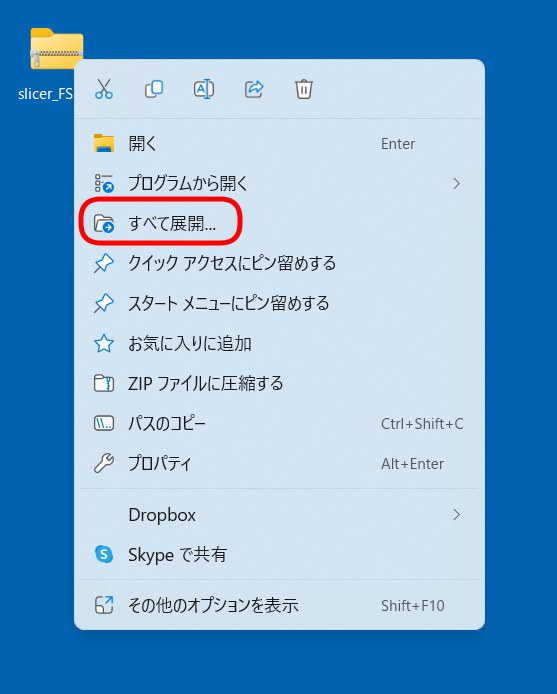 slicer_FS
開く Enter
プログラムから開く
すべて展開...
クイック アクセスにピン留めする
スタート メニューにピン留めする
お気に入りに追加
ZIP ファイルに圧縮する
パスのコピー Ctrl+Shift+C
プロパティ Alt+Enter
Dropbox
Skype で共有
その他のオプションを表示 Shift+F10